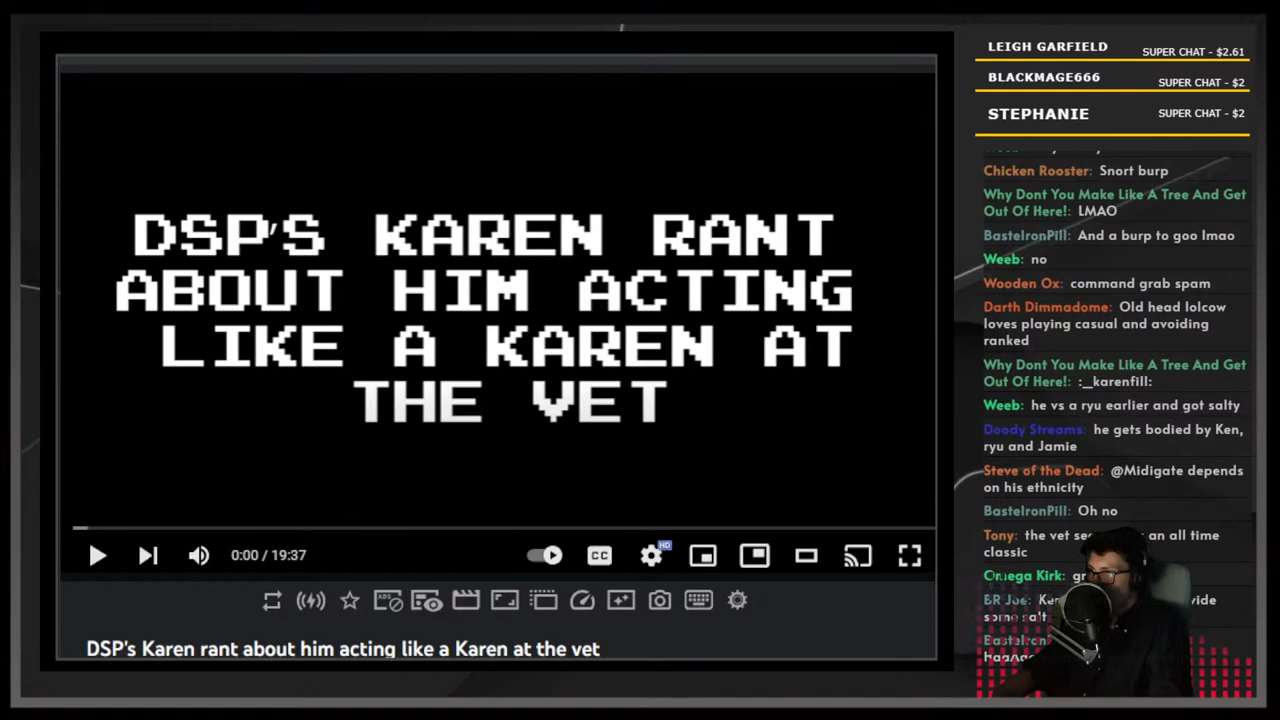 DSP'S KAREN RANT
ABOUT HIM ACTING
LIKE A KAREN AT
THE VET
0:00 / 19:37
HD
CC
ADS
DSP's Karen rant about him acting like a Karen at the vet
LEIGH GARFIELD
SUPER CHAT - $2.61
BLACKMAGE666
SUPER CHAT - $2
STEPHANIE
SUPER CHAT - $2
Chicken Rooster: Snort burp
Why Dont You Make Like A Tree And Get
Out Of Here!: LMAO
BasteIronPill: And a burp to goo lmao
Weeb: no
Wooden Ox: command grab spam
Darth Dimmadome: Old head lolcow
loves playing casual and avoiding
ranked
Why Dont You Make Like A Tree And Get
Out Of Here!: :_karenfill:
Weeb: he vs a ryu earlier and got salty
Doody Streams: he gets bodied by Ken,
ryu and Jamie
Steve of the Dead: @Midigate depends
on his ethnicity
BasteIronPill: Oh no
Tony: the vet an all time
classic
Omega Kirk:
BR Joe:
some